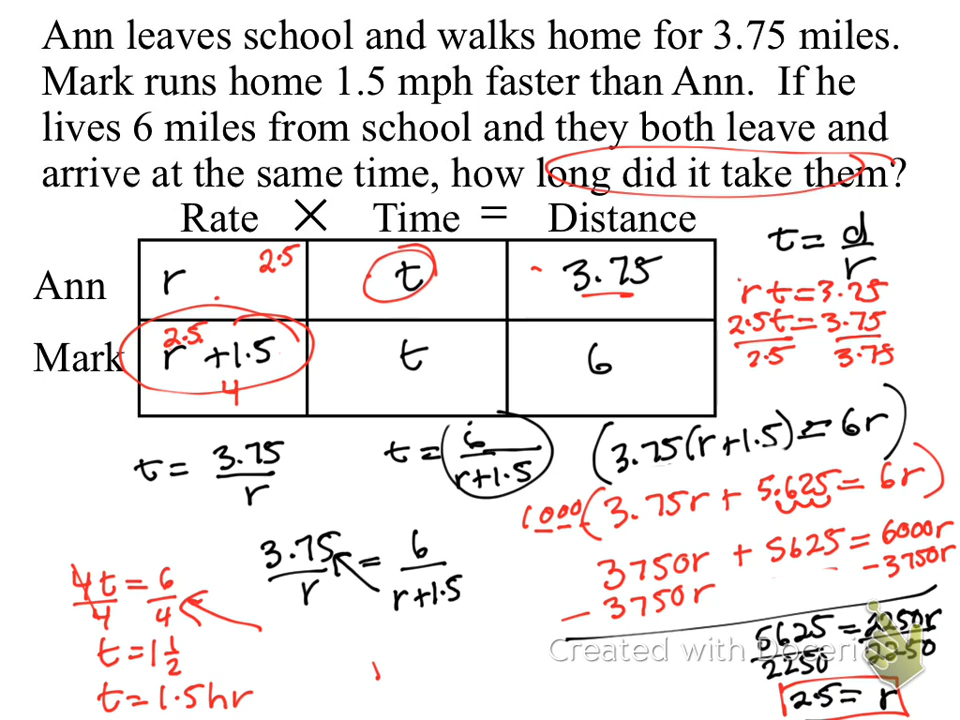 Ann leaves school and walks home for 3.75 miles.
Mark runs home 1.5 mph faster than Ann. If he
lives 6 miles from school and they both leave and
arrive at the same time, how long did it take them?
Rate × Time = Distance
t = d/r
Ann r 2.5 t 3.75
rt = 3.75
2.5t/2.5 = 3.75/3.75
Mark r + 1.5 t 6
2.5
4
t = 3.75/r
t = 6/(r+1.5)
(3.75(r+1.5) = 6r)
1000(3.75r + 5.625 = 6r)
3.75/r = 6/(r+1.5)
3750r + 5625 = 6000r
-3750r -3750r
4t/4 = 6/4
5625/2250 = 2250r/2250
t = 1 1/2
t = 1.5hr
2.5 = r
Created with Doceri